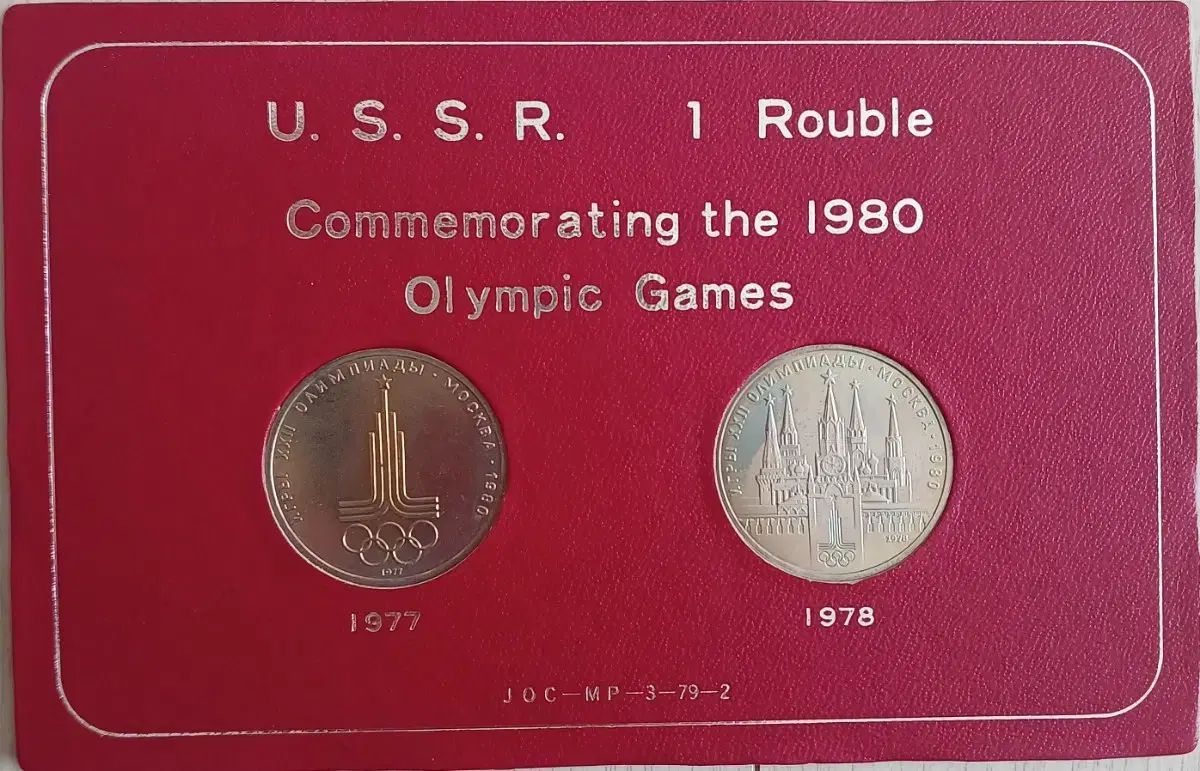 U. S. S. R. 1 Rouble
Commemorating the 1980
Olympic Games
ИГРЫ XXII ОЛИМПИАДЫ • МОСКВА • 1980
1977
ИГРЫ XXII ОЛИМПИАДЫ • МОСКВА • 1980
1978
1977
1978
JOC—MP—3—79—2